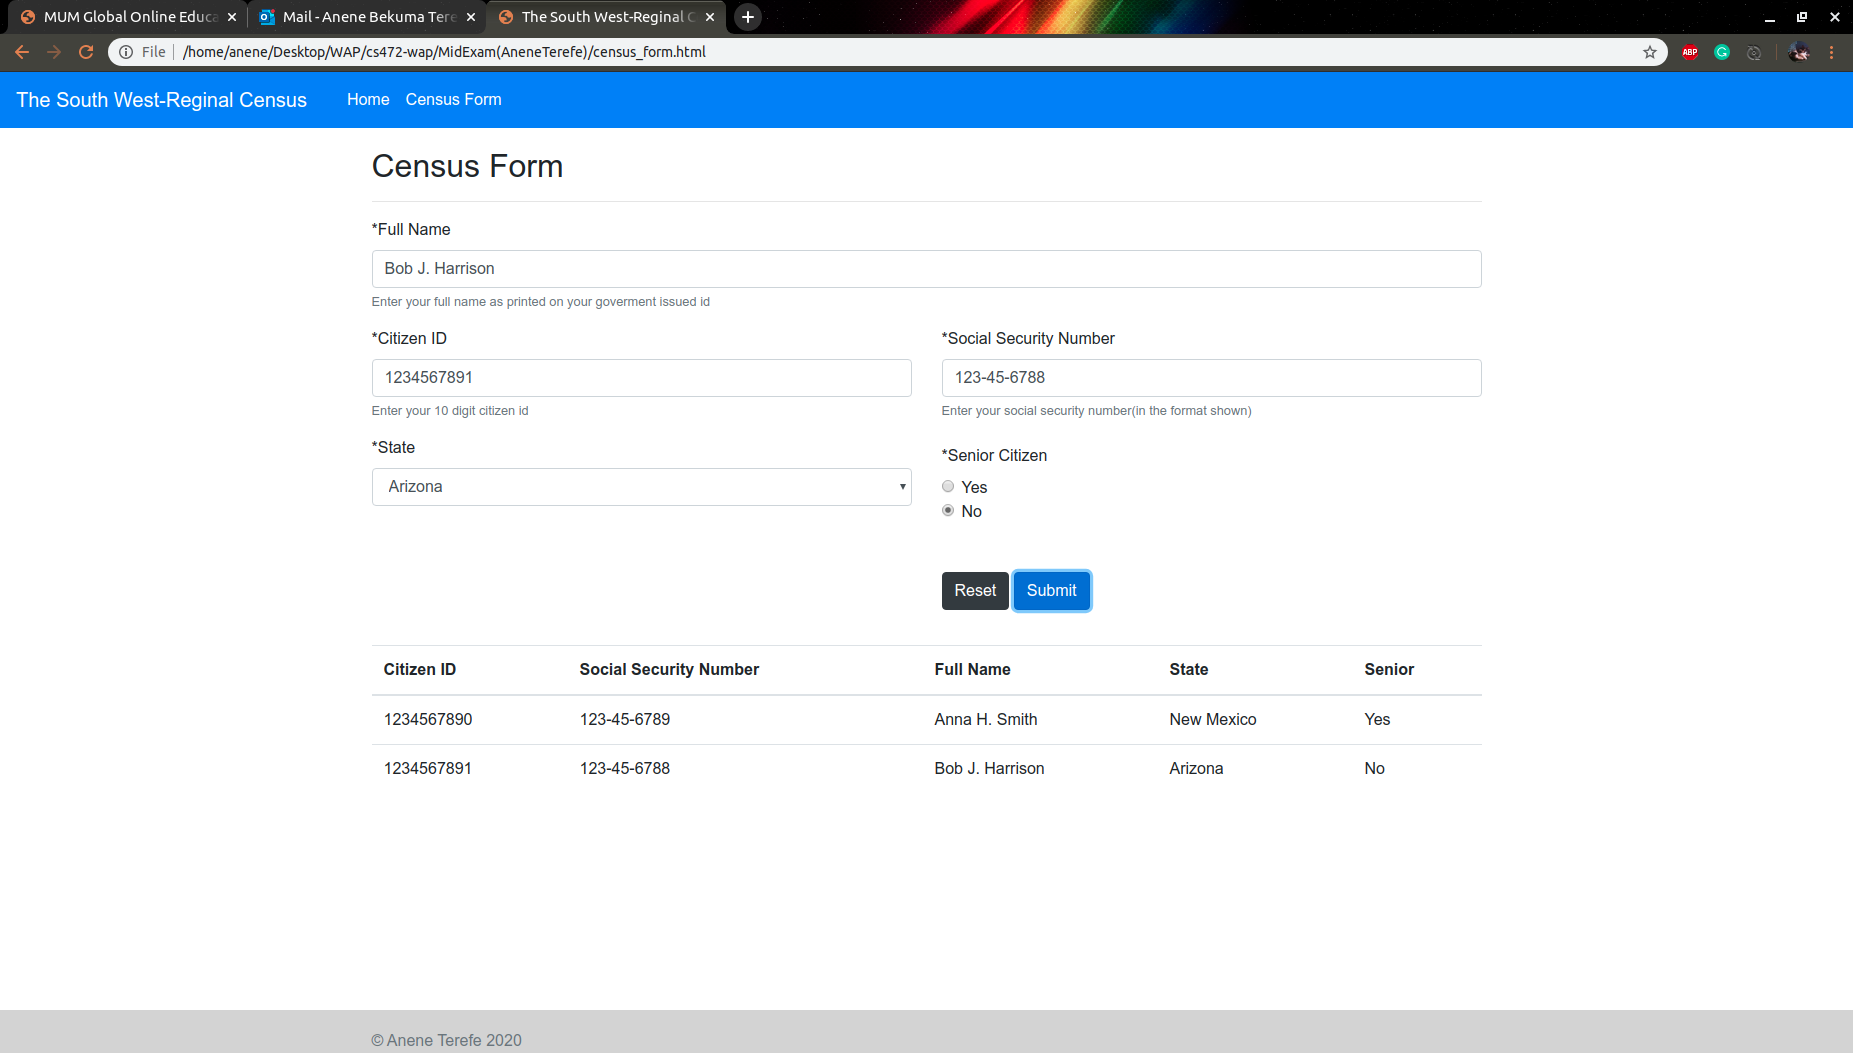 MUM Global Online Educa
Mail - Anene Bekuma Tere
The South West-Reginal C
File
/home/anene/Desktop/WAP/cs472-wap/MidExam(AneneTerefe)/census_form.html
ABP
The South West-Reginal Census Home Census Form
Census Form
*Full Name
Bob J. Harrison
Enter your full name as printed on your goverment issued id
*Citizen ID *Social Security Number
1234567891 123-45-6788
Enter your 10 digit citizen id Enter your social security number(in the format shown)
*State *Senior Citizen
Arizona Yes
No
Reset Submit
Citizen ID Social Security Number Full Name State Senior
1234567890 123-45-6789 Anna H. Smith New Mexico Yes
1234567891 123-45-6788 Bob J. Harrison Arizona No
© Anene Terefe 2020